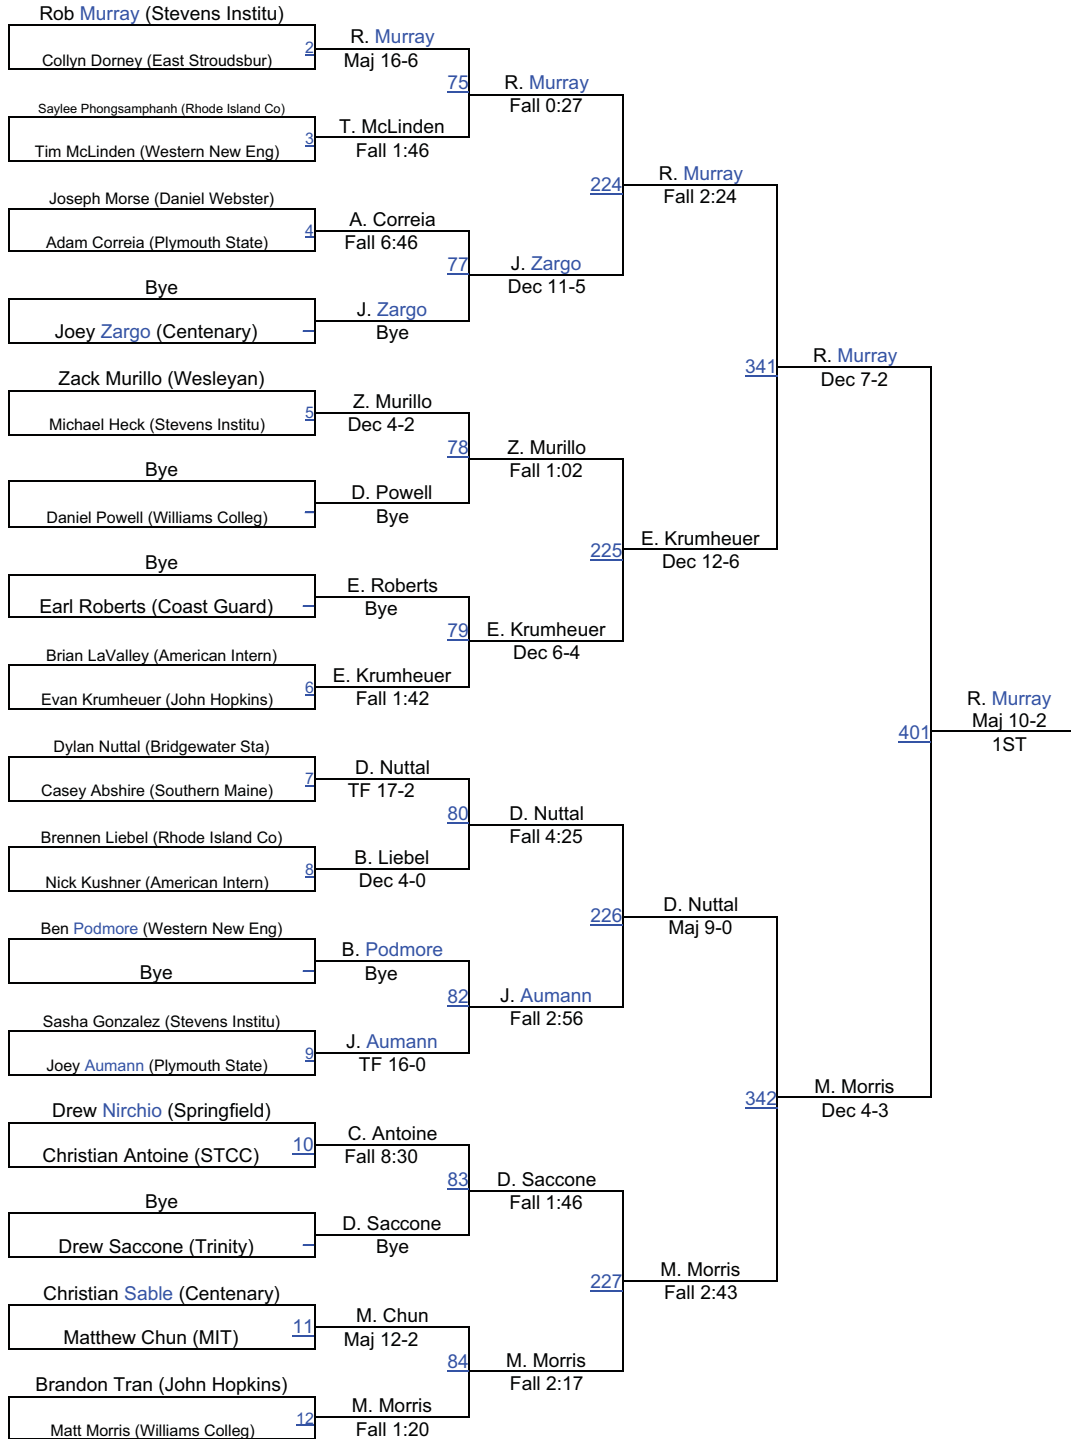 Rob Murray (Stevens Institu)
2
Collyn Dorney (East Stroudsbur)
R. Murray
Maj 16-6
75
R. Murray
Fall 0:27
Saylee Phongsamphanh (Rhode Island Co)
3
Tim McLinden (Western New Eng)
T. McLinden
Fall 1:46
224
R. Murray
Fall 2:24
Joseph Morse (Daniel Webster)
4
Adam Correia (Plymouth State)
A. Correia
Fall 6:46
77
J. Zargo
Dec 11-5
Bye
Joey Zargo (Centenary)
J. Zargo
Bye
341
R. Murray
Dec 7-2
Zack Murillo (Wesleyan)
5
Michael Heck (Stevens Institu)
Z. Murillo
Dec 4-2
78
Z. Murillo
Fall 1:02
Bye
Daniel Powell (Williams Colleg)
D. Powell
Bye
225
E. Krumheuer
Dec 12-6
Bye
Earl Roberts (Coast Guard)
E. Roberts
Bye
79
E. Krumheuer
Dec 6-4
Brian LaValley (American Intern)
6
Evan Krumheuer (John Hopkins)
E. Krumheuer
Fall 1:42
401
R. Murray
Maj 10-2
1ST
Dylan Nuttal (Bridgewater Sta)
7
Casey Abshire (Southern Maine)
D. Nuttal
TF 17-2
80
D. Nuttal
Fall 4:25
Brennen Liebel (Rhode Island Co)
8
Nick Kushner (American Intern)
B. Liebel
Dec 4-0
226
D. Nuttal
Maj 9-0
Ben Podmore (Western New Eng)
Bye
B. Podmore
Bye
82
J. Aumann
Fall 2:56
Sasha Gonzalez (Stevens Institu)
9
Joey Aumann (Plymouth State)
J. Aumann
TF 16-0
342
M. Morris
Dec 4-3
Drew Nirchio (Springfield)
10
Christian Antoine (STCC)
C. Antoine
Fall 8:30
83
D. Saccone
Fall 1:46
Bye
Drew Saccone (Trinity)
D. Saccone
Bye
227
M. Morris
Fall 2:43
Christian Sable (Centenary)
11
Matthew Chun (MIT)
M. Chun
Maj 12-2
84
M. Morris
Fall 2:17
Brandon Tran (John Hopkins)
12
Matt Morris (Williams Colleg)
M. Morris
Fall 1:20